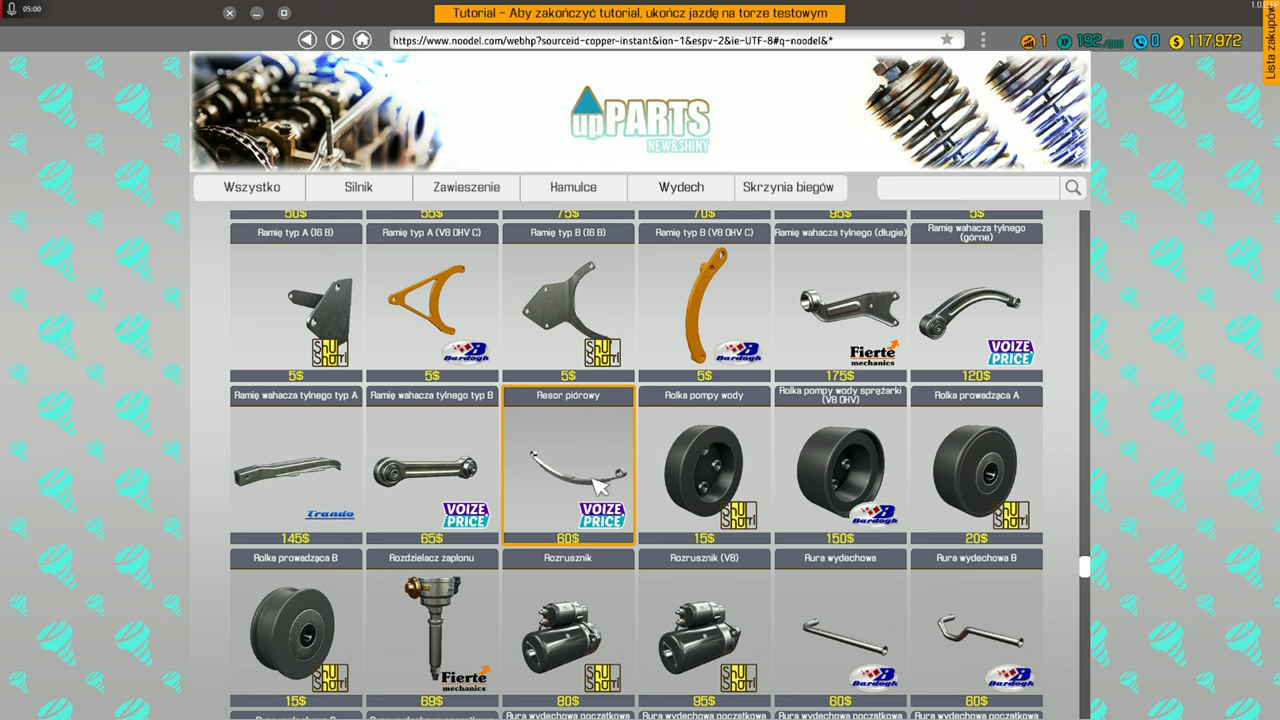 05:00
Tutorial - Aby zakończyć tutorial, ukończ jazdę na torze testowym
https://www.noodel.com/webhp?sourceid-copper-instant&ion-1&espv-2&ie-UTF-8#q-noodel&*
1
192
0
117,972
Lista zakupów
upPARTS
NEW&SHINY
Wszystko
Silnik
Zawieszenie
Hamulce
Wydech
Skrzynia biegów
50$
55$
75$
70$
95$
5$
Ramię typ A (I6 B)
Ramię typ A (V8 OHV C)
Ramię typ B (I6 B)
Ramię typ B (V8 OHV C)
Ramię wahacza tylnego (długie)
Ramię wahacza tylnego
(górne)
Bardogh
Bardogh
Fierte
mechanics
VOIZE
PRICE
5$
5$
5$
5$
175$
120$
Ramię wahacza tylnego typ A
Ramię wahacza tylnego typ B
Resor piórowy
Rolka pompy wody
Rolka pompy wody sprężarki
(V8 OHV)
Rolka prowadząca A
Trando
VOIZE
PRICE
VOIZE
PRICE
Bardogh
145$
65$
60$
15$
150$
20$
Rolka prowadząca B
Rozdzielacz zapłonu
Rozrusznik
Rozrusznik (V8)
Rura wydechowa
Rura wydechowa B
Fierte
mechanics
Bardogh
Bardogh
15$
69$
80$
95$
60$
60$